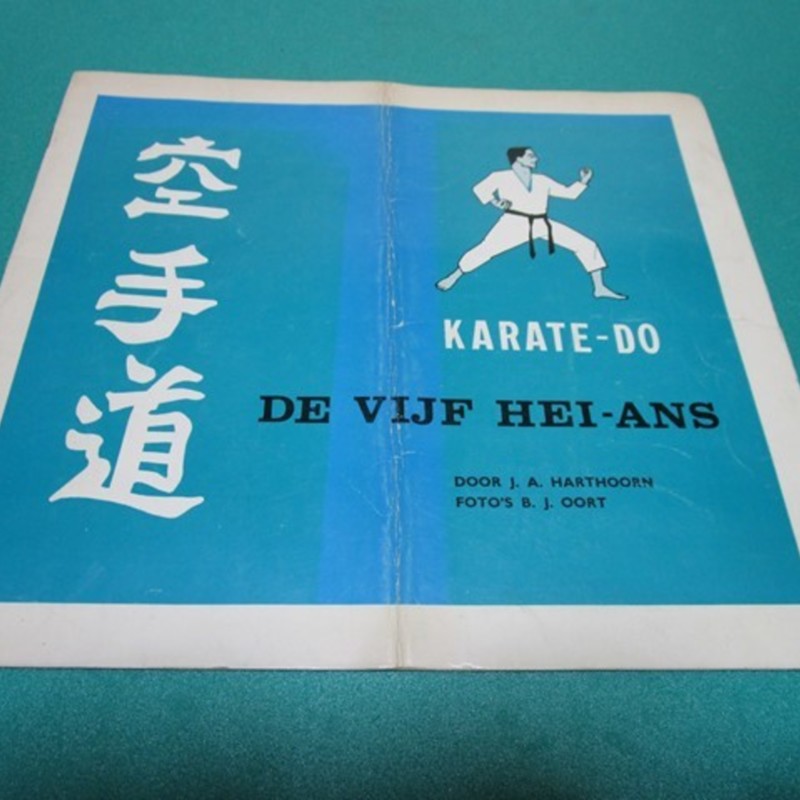 空手道
KARATE-DO
DE VIJF HEI-ANS
DOOR J. A. HARTHOORN
FOTO'S B. J. OORT